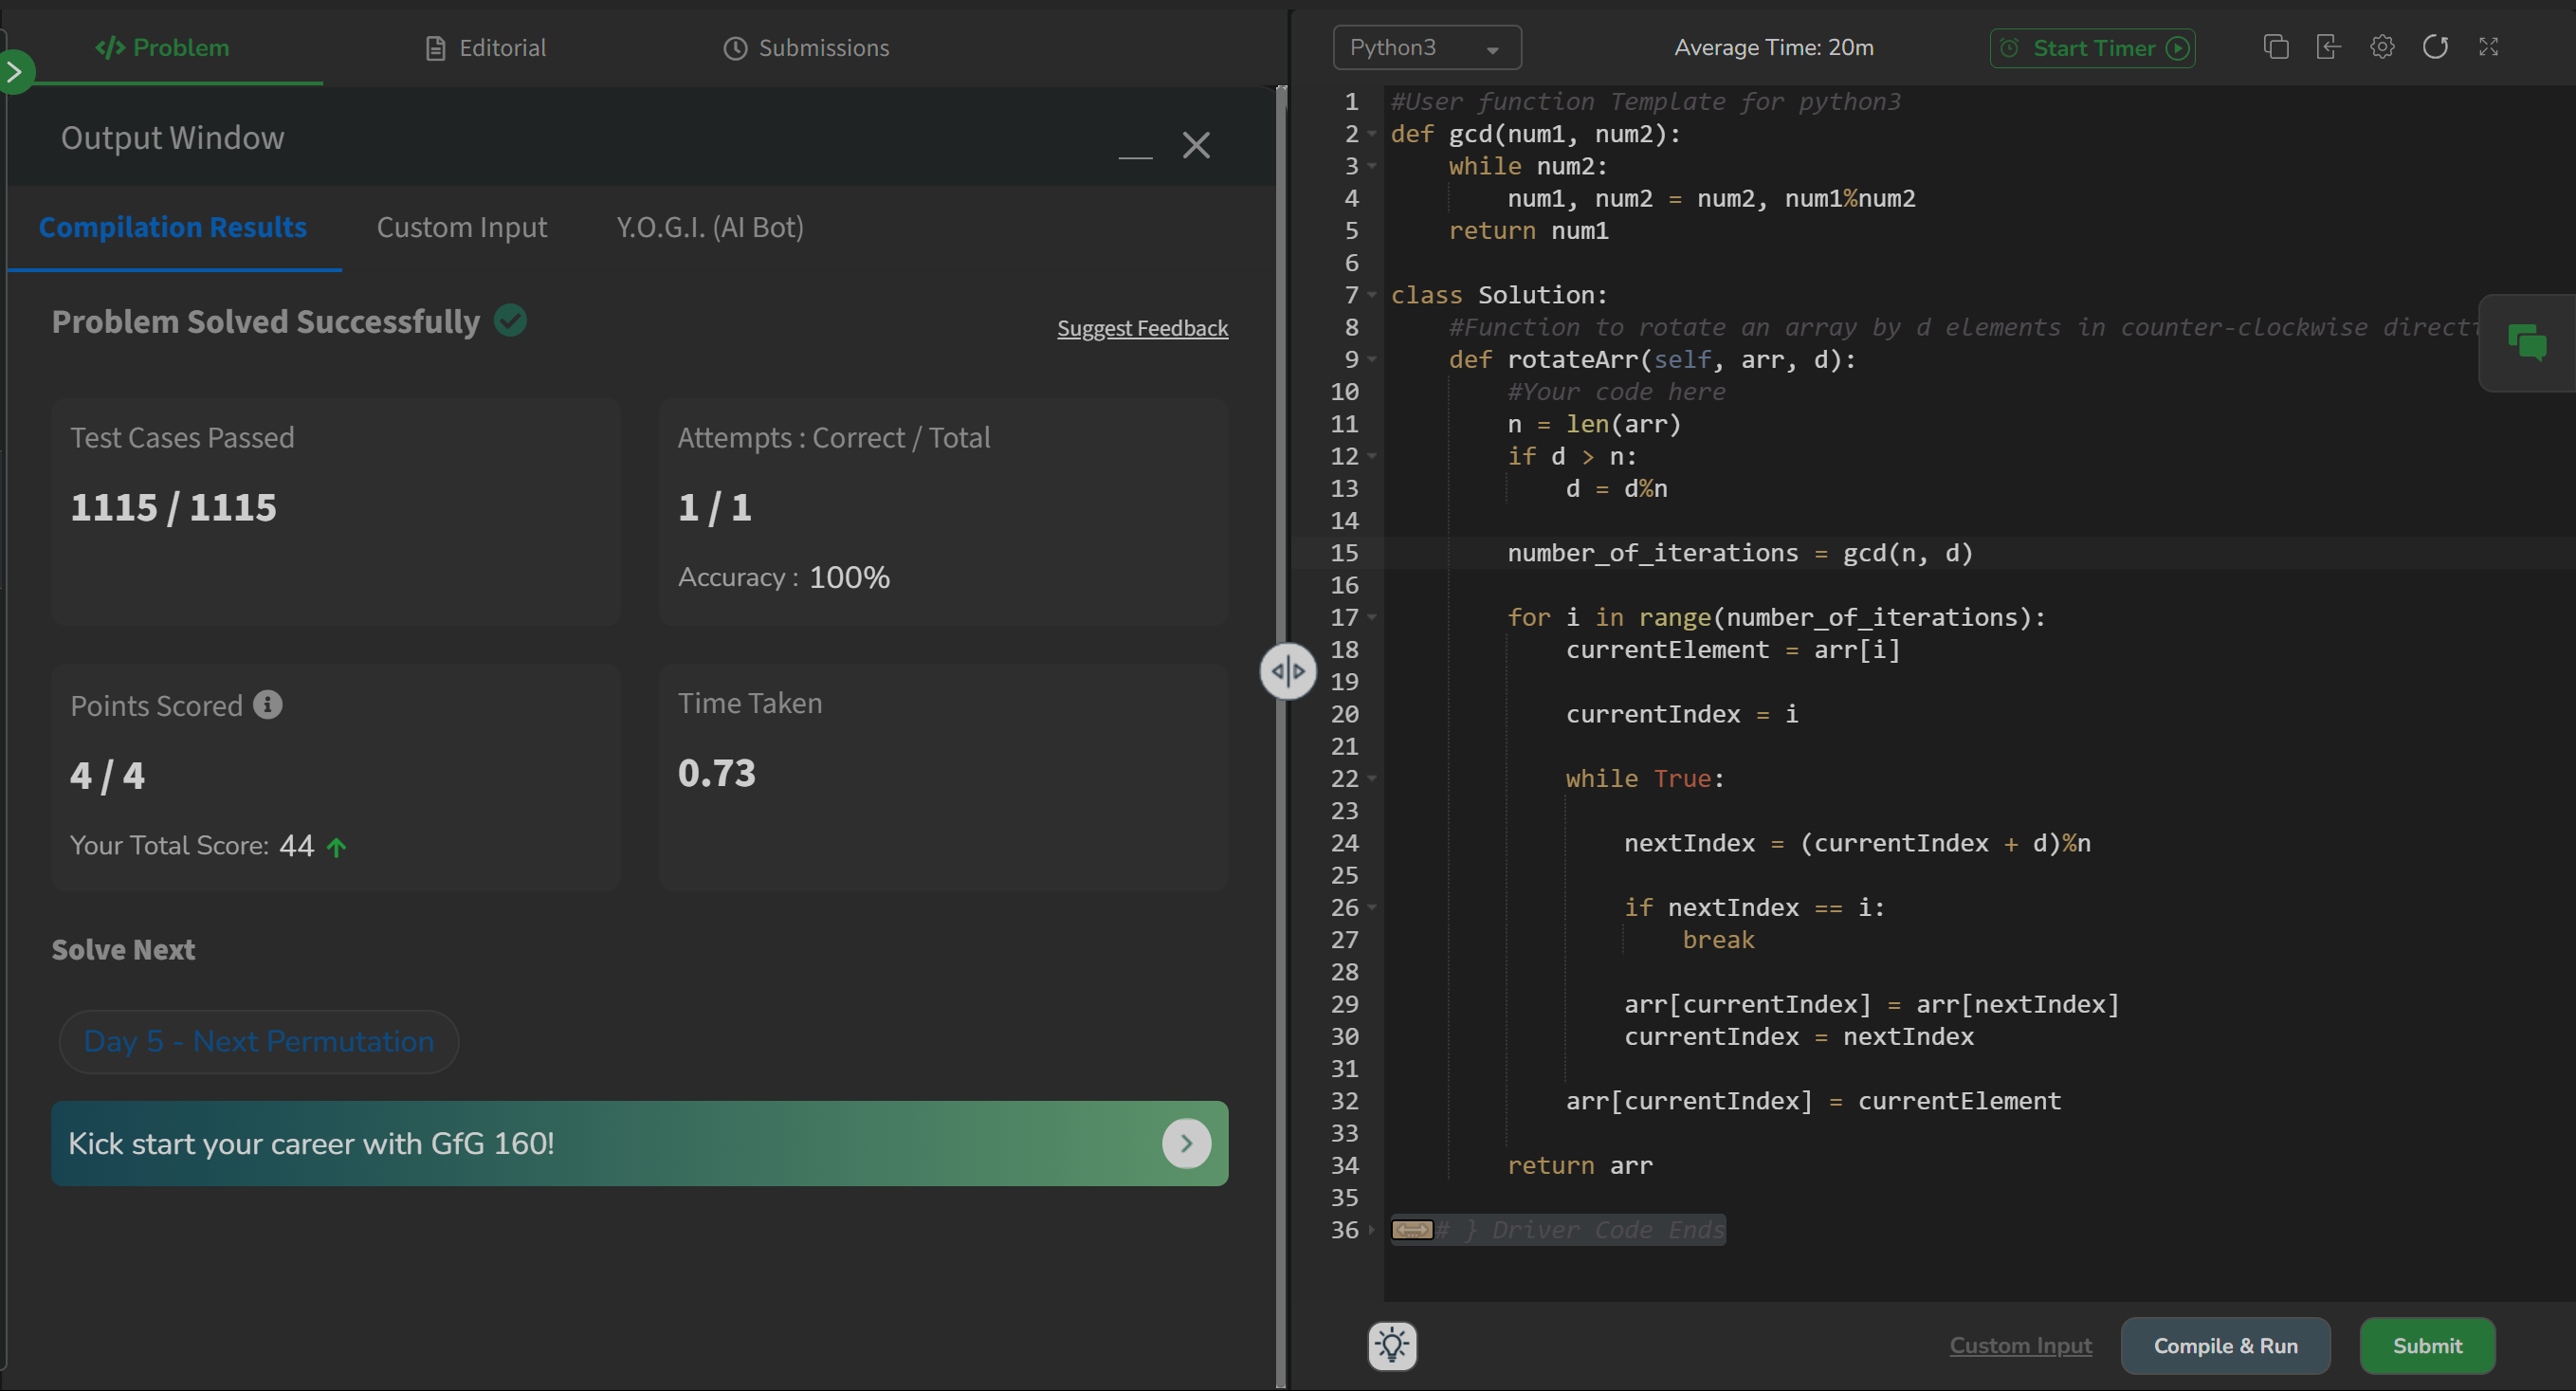 </> Problem
Editorial
Submissions
Output Window
Compilation Results
Custom Input
Y.O.G.I. (AI Bot)
Problem Solved Successfully
Suggest Feedback
Test Cases Passed
1115 / 1115
Attempts : Correct / Total
1 / 1
Accuracy : 100%
Points Scored
4 / 4
Your Total Score: 44
Time Taken
0.73
Solve Next
Day 5 - Next Permutation
Kick start your career with GfG 160!
Python3
Average Time: 20m
Start Timer
1 #User function Template for python3
2 def gcd(num1, num2):
3     while num2:
4         num1, num2 = num2, num1%num2
5     return num1
6
7 class Solution:
8     #Function to rotate an array by d elements in counter-clockwise directi
9     def rotateArr(self, arr, d):
10         #Your code here
11         n = len(arr)
12         if d > n:
13             d = d%n
14
15         number_of_iterations = gcd(n, d)
16
17         for i in range(number_of_iterations):
18             currentElement = arr[i]
19
20             currentIndex = i
21
22             while True:
23
24                 nextIndex = (currentIndex + d)%n
25
26                 if nextIndex == i:
27                     break
28
29                 arr[currentIndex] = arr[nextIndex]
30                 currentIndex = nextIndex
31
32             arr[currentIndex] = currentElement
33
34         return arr
35
36 # } Driver Code Ends
Custom Input
Compile & Run
Submit